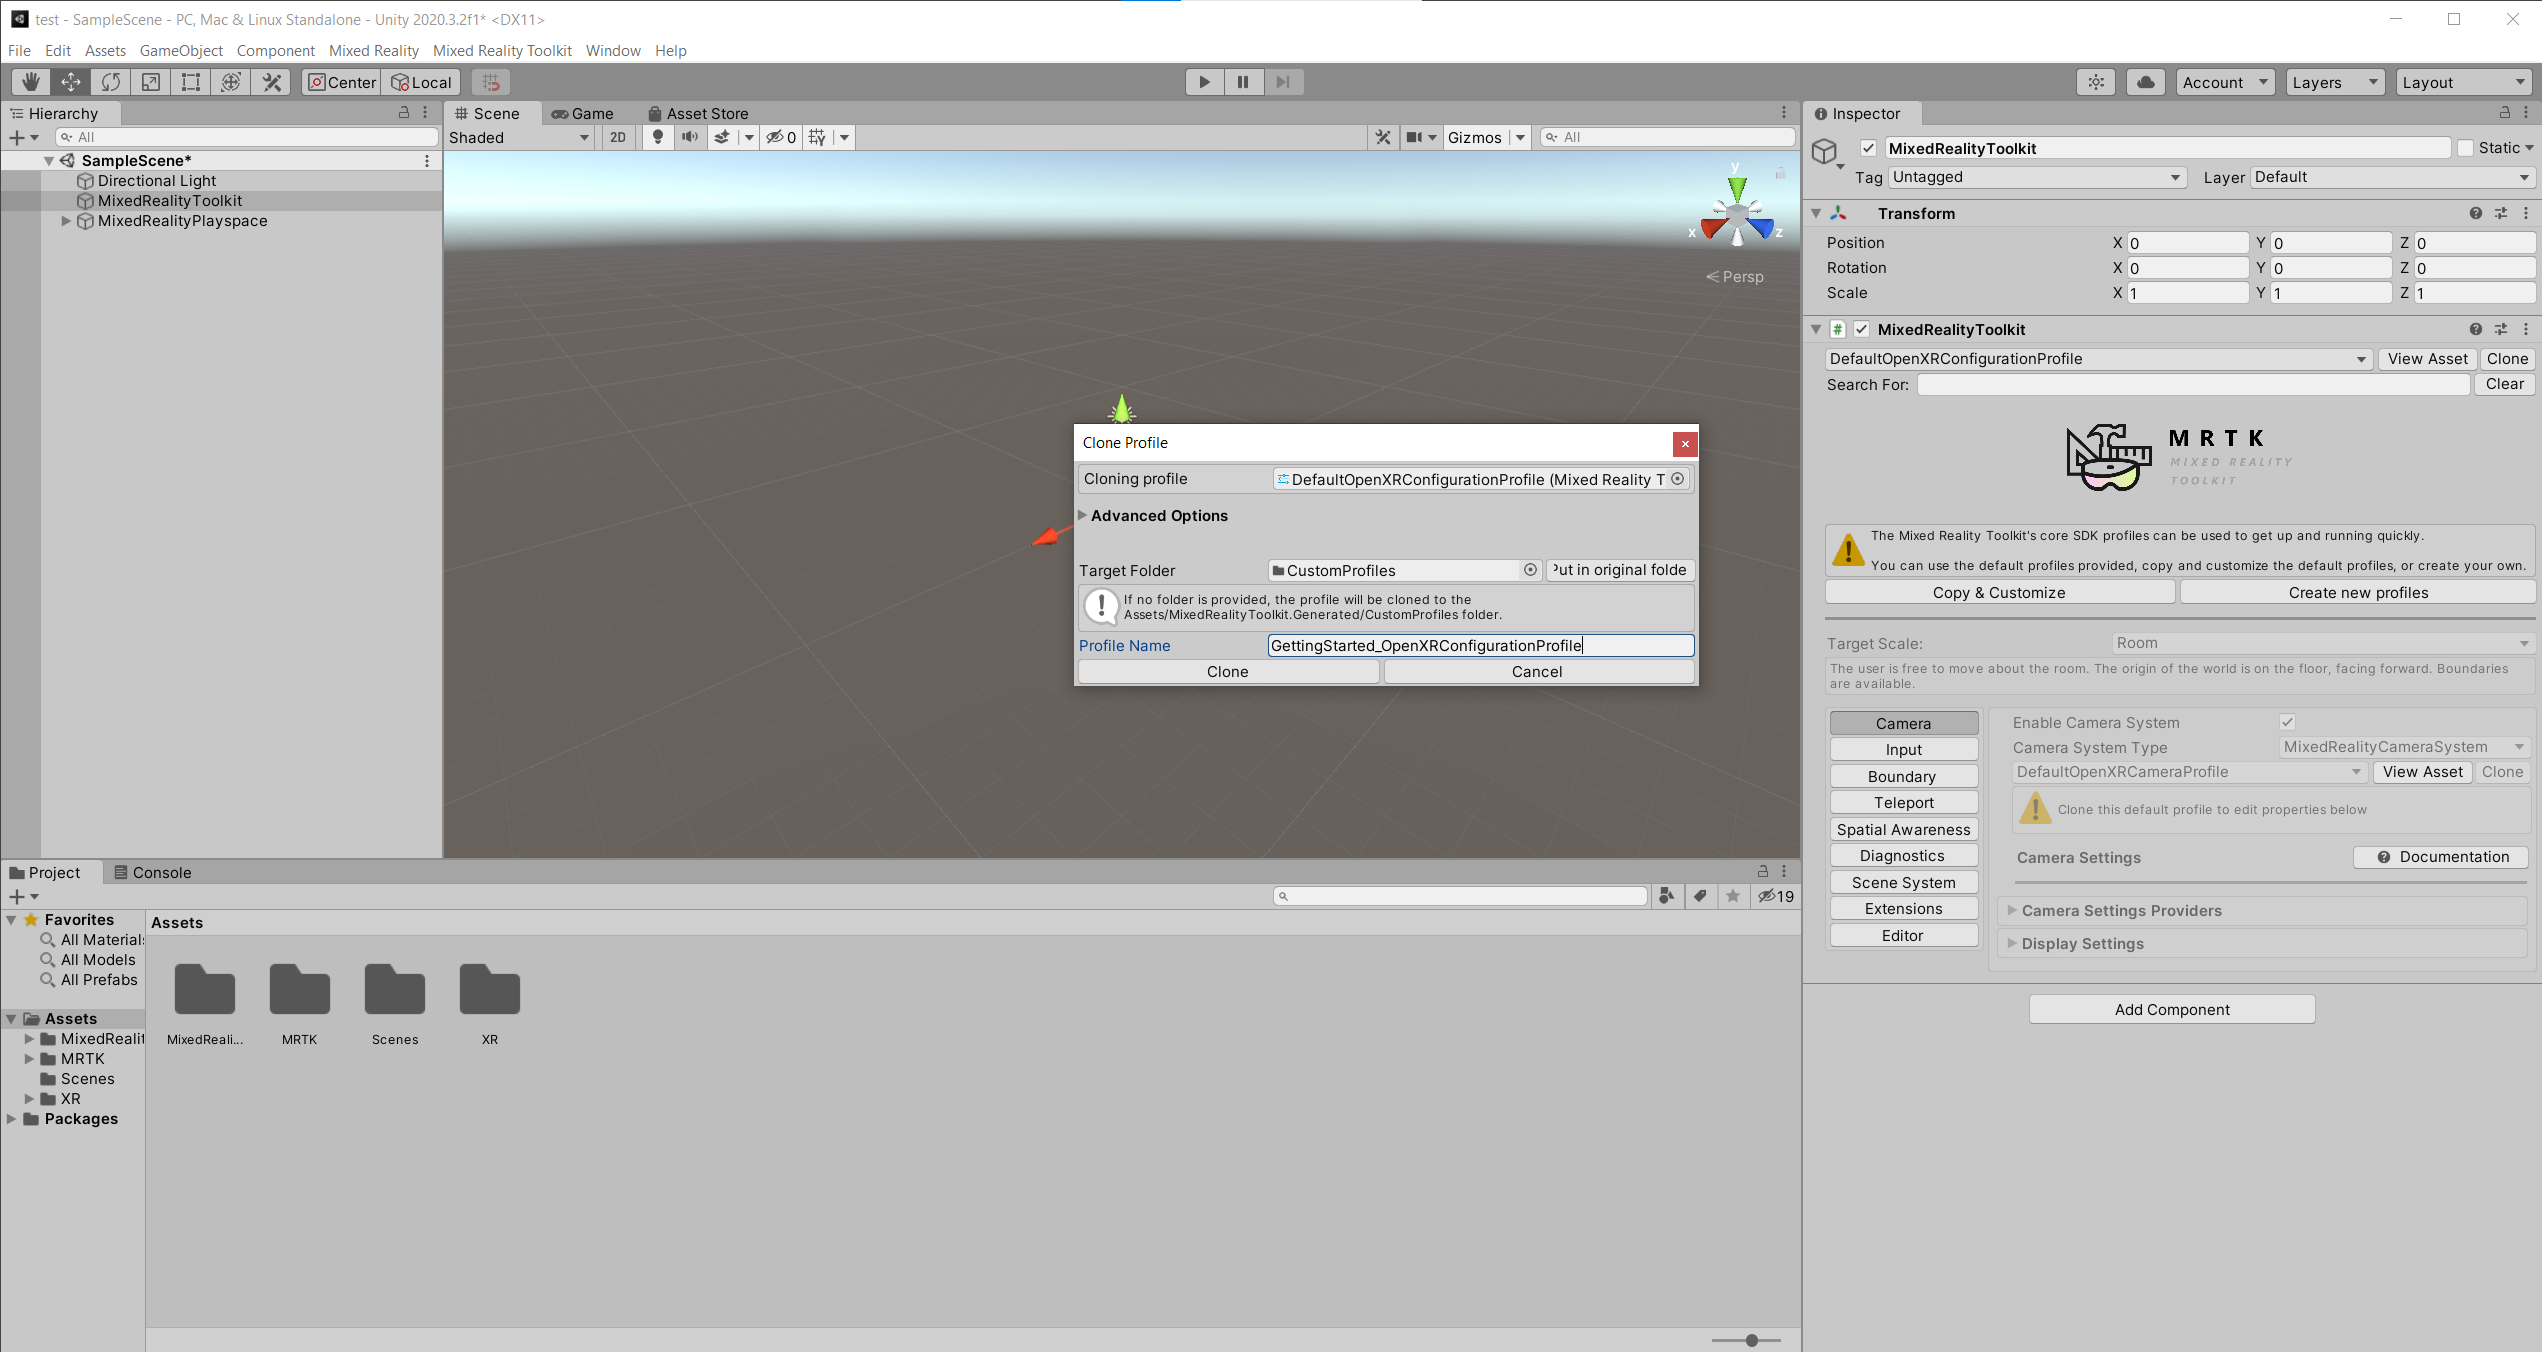 test - SampleScene - PC, Mac & Linux Standalone - Unity 2020.3.2f1* <DX11>
File Edit Assets GameObject Component Mixed Reality Mixed Reality Toolkit Window Help
Center Local Account Layers Layout
Hierarchy
All
SampleScene*
Directional Light
MixedRealityToolkit
MixedRealityPlayspace
Scene Game Asset Store
Shaded 2D 0 Gizmos All
y
x z
Persp
Clone Profile
Cloning profile DefaultOpenXRConfigurationProfile (Mixed Reality T
Advanced Options
Target Folder CustomProfiles ut in original folde
If no folder is provided, the profile will be cloned to the
Assets/MixedRealityToolkit.Generated/CustomProfiles folder.
Profile Name GettingStarted_OpenXRConfigurationProfile
Clone Cancel
Project Console
19
Favorites
All Materials
All Models
All Prefabs
Assets
MixedRealit
MRTK
Scenes
XR
Packages
Assets
MixedReali... MRTK Scenes XR
Inspector
MixedRealityToolkit Static
Tag Untagged Layer Default
Transform
Position X 0 Y 0 Z 0
Rotation X 0 Y 0 Z 0
Scale X 1 Y 1 Z 1
# MixedRealityToolkit
DefaultOpenXRConfigurationProfile View Asset Clone
Search For: Clear
MRTK
MIXED REALITY
TOOLKIT
The Mixed Reality Toolkit's core SDK profiles can be used to get up and running quickly.
You can use the default profiles provided, copy and customize the default profiles, or create your own.
Copy & Customize Create new profiles
Target Scale: Room
The user is free to move about the room. The origin of the world is on the floor, facing forward. Boundaries
are available.
Camera
Input
Boundary
Teleport
Spatial Awareness
Diagnostics
Scene System
Extensions
Editor
Enable Camera System
Camera System Type MixedRealityCameraSystem
DefaultOpenXRCameraProfile View Asset Clone
Clone this default profile to edit properties below
Camera Settings Documentation
Camera Settings Providers
Display Settings
Add Component